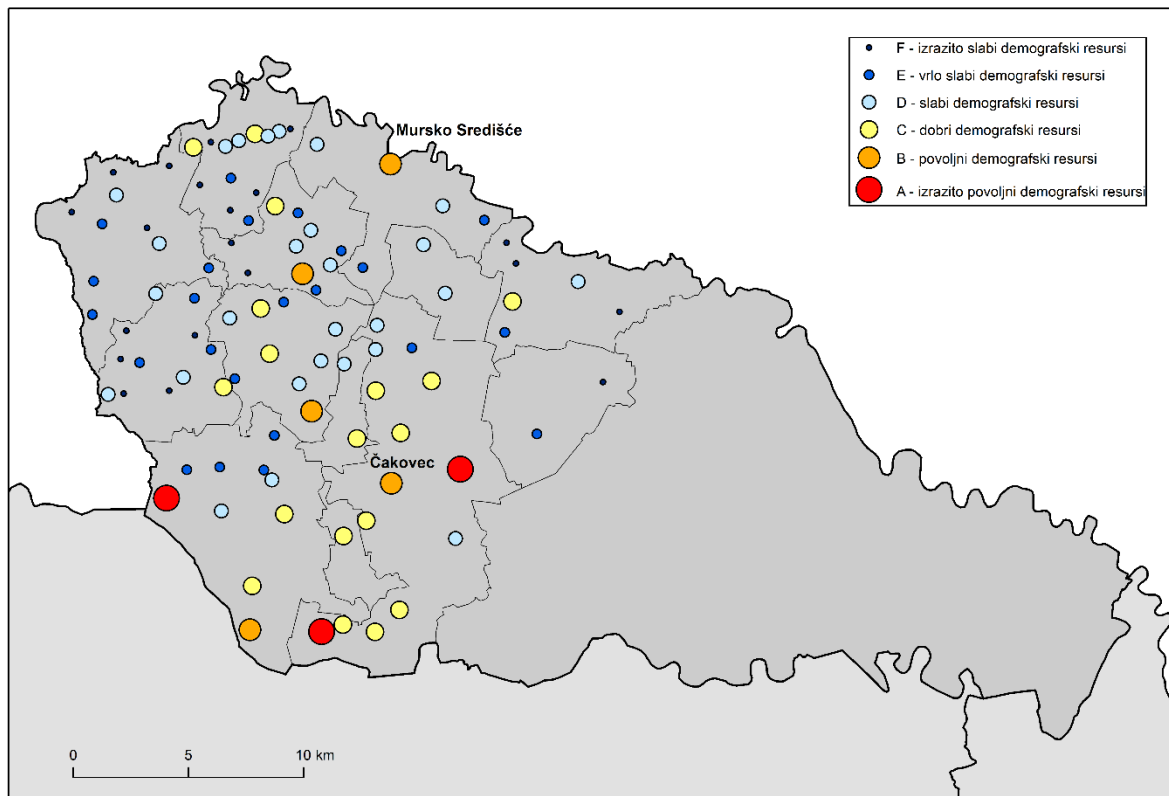 F - izrazito slabi demografski resursi
E - vrlo slabi demografski resursi
D - slabi demografski resursi
C - dobri demografski resursi
B - povoljni demografski resursi
A - izrazito povoljni demografski resursi
Mursko Središće
Čakovec
0 5 10 km